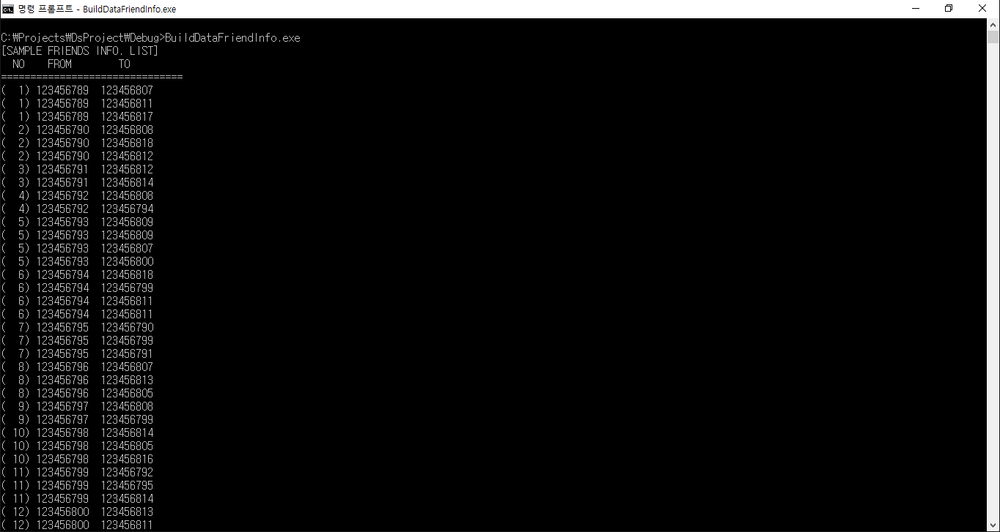 명령 프롬프트 - BuildDataFriendInfo.exe
C:\Projects\DsProject\Debug>BuildDataFriendInfo.exe
[SAMPLE FRIENDS INFO. LIST]
  NO    FROM        TO
===============================
(  1) 123456789  123456807
(  1) 123456789  123456811
(  1) 123456789  123456817
(  2) 123456790  123456808
(  2) 123456790  123456818
(  2) 123456790  123456812
(  3) 123456791  123456812
(  3) 123456791  123456814
(  4) 123456792  123456808
(  4) 123456792  123456794
(  5) 123456793  123456809
(  5) 123456793  123456809
(  5) 123456793  123456807
(  5) 123456793  123456800
(  6) 123456794  123456818
(  6) 123456794  123456799
(  6) 123456794  123456811
(  6) 123456794  123456811
(  7) 123456795  123456790
(  7) 123456795  123456799
(  7) 123456795  123456791
(  8) 123456796  123456807
(  8) 123456796  123456813
(  8) 123456796  123456805
(  9) 123456797  123456808
(  9) 123456797  123456799
( 10) 123456798  123456814
( 10) 123456798  123456805
( 10) 123456798  123456816
( 11) 123456799  123456792
( 11) 123456799  123456795
( 11) 123456799  123456814
( 12) 123456800  123456813
( 12) 123456800  123456811